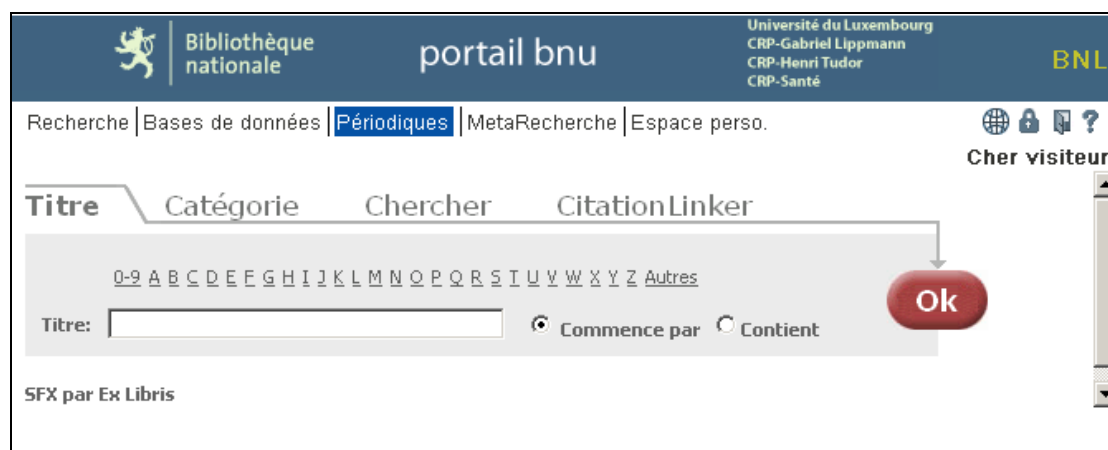 Bibliothèque
nationale
portail bnu
Université du Luxembourg
CRP-Gabriel Lippmann
CRP-Henri Tudor
CRP-Santé
BNL
Recherche|Bases de données|Périodiques|MetaRecherche|Espace perso.
?
Cher visiteur
Titre Catégorie Chercher CitationLinker
0-9 A B C D E F G H I J K L M N O P Q R S T U V W X Y Z Autres
Titre: Commence par Contient
Ok
SFX par Ex Libris